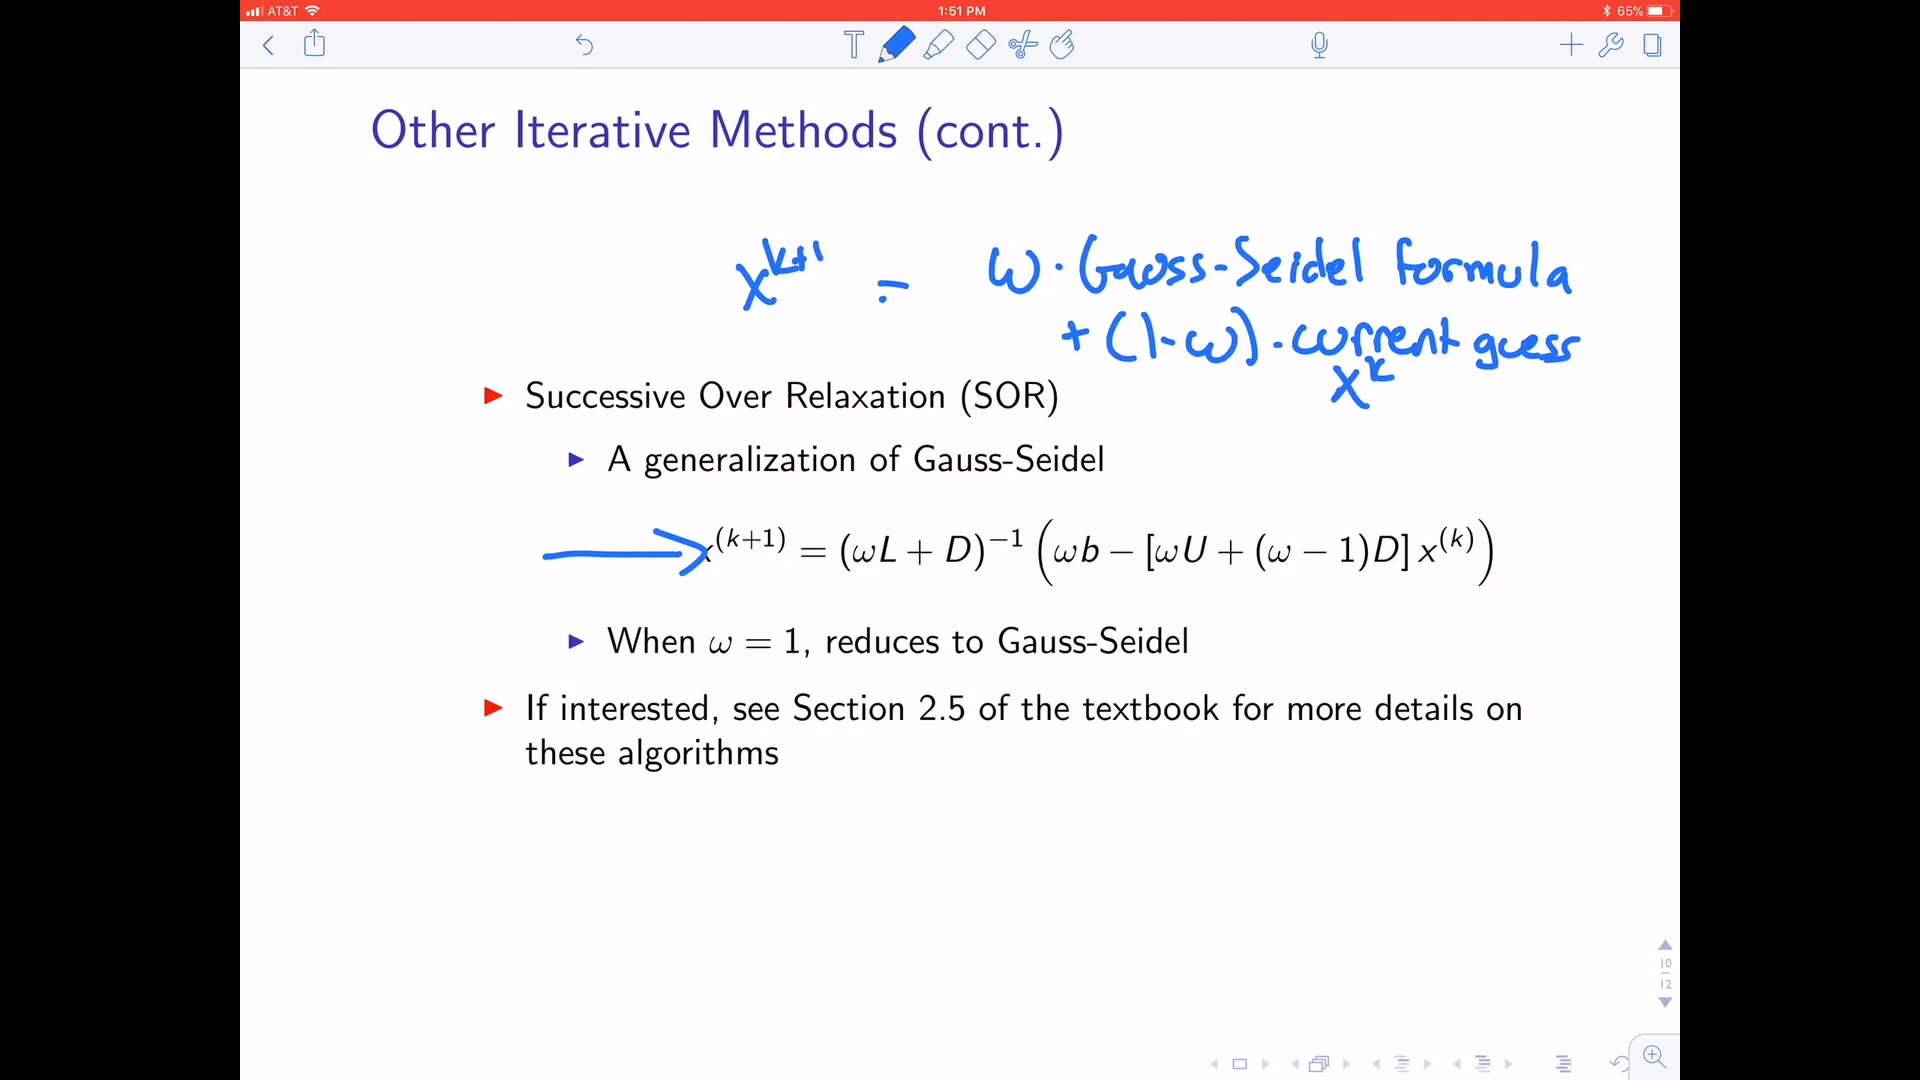 AT&T 1:51 PM 65%
T
Other Iterative Methods (cont.)
x^{k+1} = ω · Gauss-Seidel formula
+ (1-ω) · current guess
x^k
Successive Over Relaxation (SOR)
A generalization of Gauss-Seidel
x^{(k+1)} = (ωL + D)^{−1} (ωb − [ωU + (ω − 1)D] x^{(k)})
When ω = 1, reduces to Gauss-Seidel
If interested, see Section 2.5 of the textbook for more details on
these algorithms
10
12